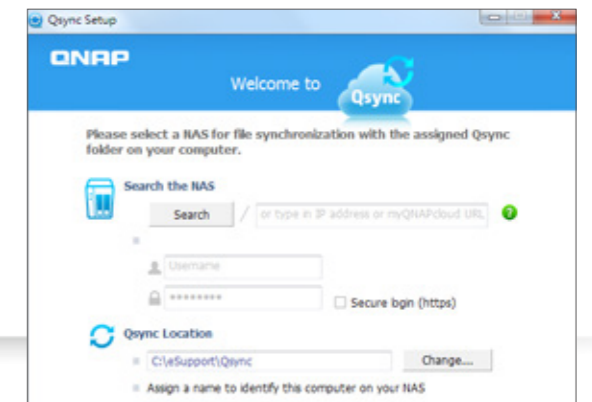 Qsync Setup
QNAP
Welcome to
Qsync
Please select a NAS for file synchronization with the assigned Qsync
folder on your computer.
Search the NAS
Search / or type in IP address or myQNAPcloud URL
Username
********
Secure login (https)
Qsync Location
C:\eSupport\Qsync Change...
Assign a name to identify this computer on your NAS